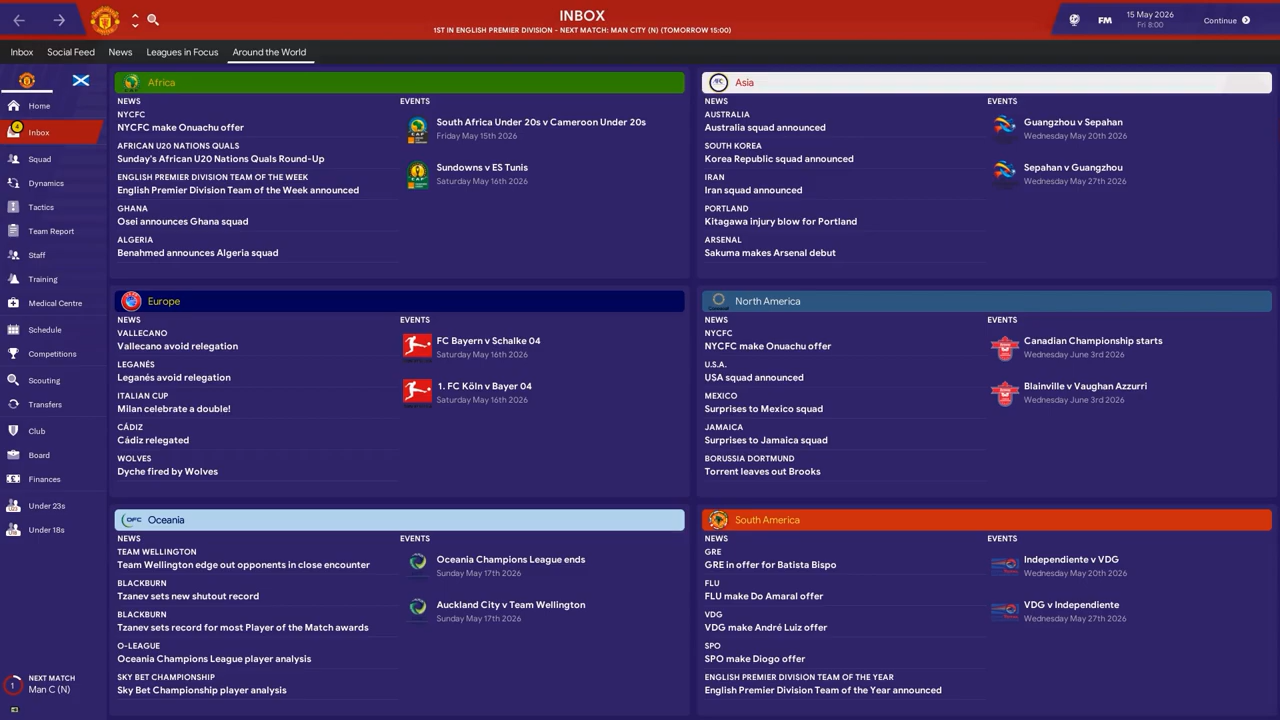 INBOX
1ST IN ENGLISH PREMIER DIVISION - NEXT MATCH: MAN CITY (N) (TOMORROW 15:00)
FM
15 May 2026
Fri 8:00
Continue
Inbox
Social Feed
News
Leagues in Focus
Around the World
Home
4
Inbox
Squad
Dynamics
Tactics
Team Report
Staff
Training
Medical Centre
Schedule
Competitions
Scouting
Transfers
Club
Board
Finances
Under 23s
Under 18s
1
NEXT MATCH
Man C (N)
Africa
NEWS
NYCFC
NYCFC make Onuachu offer
AFRICAN U20 NATIONS QUALS
Sunday's African U20 Nations Quals Round-Up
ENGLISH PREMIER DIVISION TEAM OF THE WEEK
English Premier Division Team of the Week announced
GHANA
Osei announces Ghana squad
ALGERIA
Benahmed announces Algeria squad
EVENTS
South Africa Under 20s v Cameroon Under 20s
Friday May 15th 2026
Sundowns v ES Tunis
Saturday May 16th 2026
Asia
NEWS
AUSTRALIA
Australia squad announced
SOUTH KOREA
Korea Republic squad announced
IRAN
Iran squad announced
PORTLAND
Kitagawa injury blow for Portland
ARSENAL
Sakuma makes Arsenal debut
EVENTS
Guangzhou v Sepahan
Wednesday May 20th 2026
Sepahan v Guangzhou
Wednesday May 27th 2026
Europe
NEWS
VALLECANO
Vallecano avoid relegation
LEGANÉS
Leganés avoid relegation
ITALIAN CUP
Milan celebrate a double!
CÁDIZ
Cádiz relegated
WOLVES
Dyche fired by Wolves
EVENTS
FC Bayern v Schalke 04
Saturday May 16th 2026
1. FC Köln v Bayer 04
Saturday May 16th 2026
North America
NEWS
NYCFC
NYCFC make Onuachu offer
U.S.A.
USA squad announced
MEXICO
Surprises to Mexico squad
JAMAICA
Surprises to Jamaica squad
BORUSSIA DORTMUND
Torrent leaves out Brooks
EVENTS
Canadian Championship starts
Wednesday June 3rd 2026
Blainville v Vaughan Azzurri
Wednesday June 3rd 2026
OFC
Oceania
NEWS
TEAM WELLINGTON
Team Wellington edge out opponents in close encounter
BLACKBURN
Tzanev sets new shutout record
BLACKBURN
Tzanev sets record for most Player of the Match awards
O-LEAGUE
Oceania Champions League player analysis
SKY BET CHAMPIONSHIP
Sky Bet Championship player analysis
EVENTS
Oceania Champions League ends
Sunday May 17th 2026
Auckland City v Team Wellington
Sunday May 17th 2026
South America
NEWS
GRE
GRE in offer for Batista Bispo
FLU
FLU make Do Amaral offer
VDG
VDG make André Luiz offer
SPO
SPO make Diogo offer
ENGLISH PREMIER DIVISION TEAM OF THE YEAR
English Premier Division Team of the Year announced
EVENTS
Independiente v VDG
Wednesday May 20th 2026
VDG v Independiente
Wednesday May 27th 2026